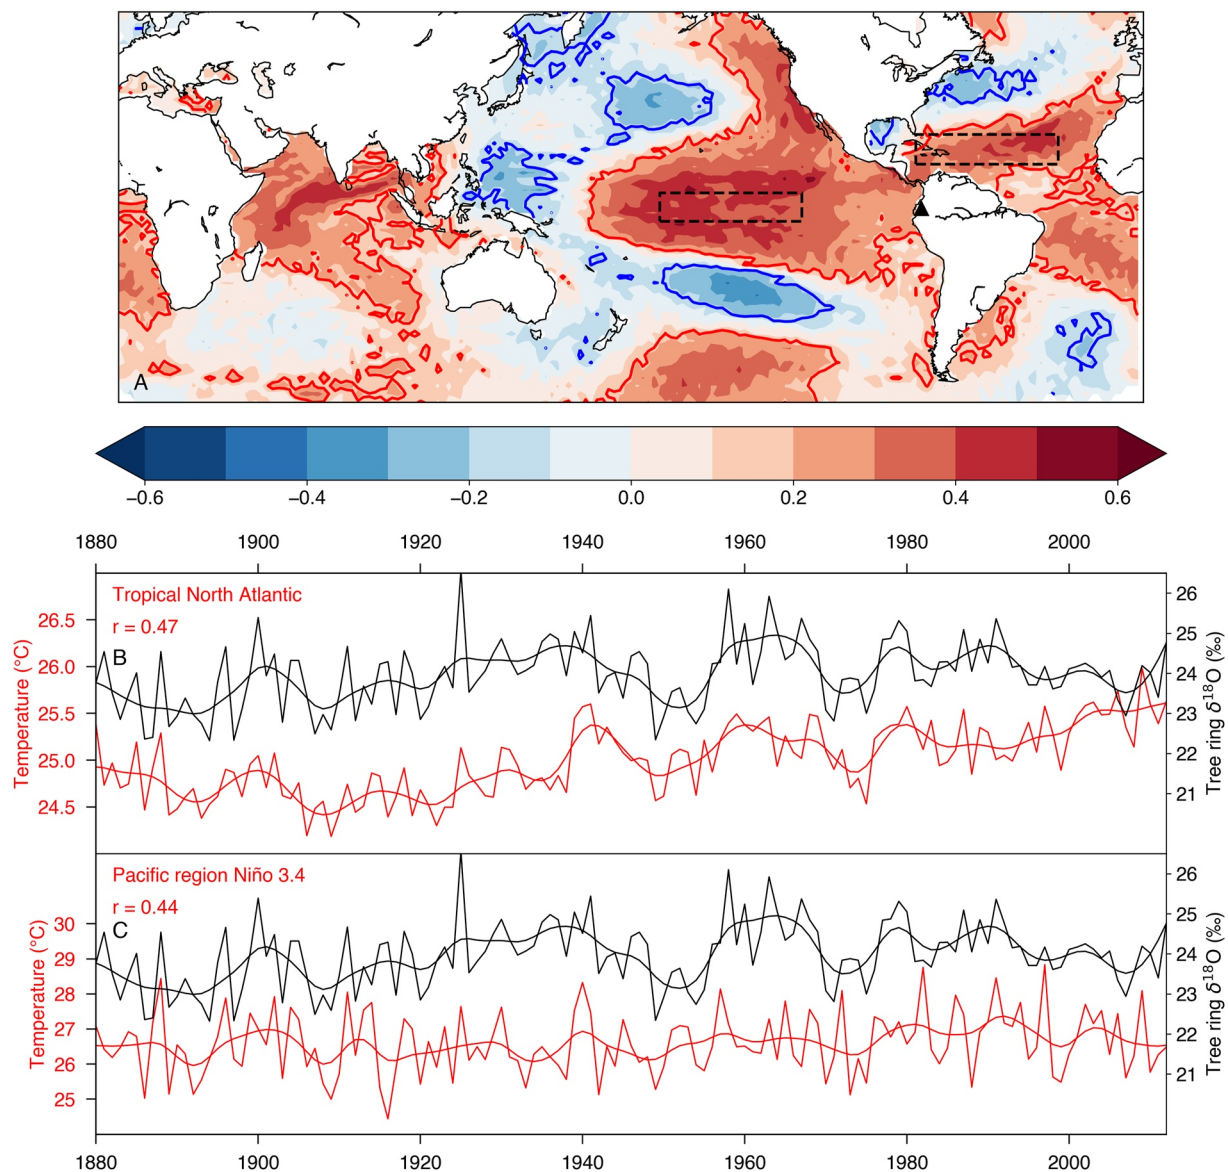 A
−0.6 −0.4 −0.2 0.0 0.2 0.4 0.6
1880 1900 1920 1940 1960 1980 2000
Tropical North Atlantic
r = 0.47
B
Temperature (°C)
26.5
26.0
25.5
25.0
24.5
26
25
24
23
22
21
Tree ring δ¹⁸O (‰)
Pacific region Niño 3.4
r = 0.44
C
Temperature (°C)
30
29
28
27
26
25
26
25
24
23
22
21
Tree ring δ¹⁸O (‰)
1880 1900 1920 1940 1960 1980 2000